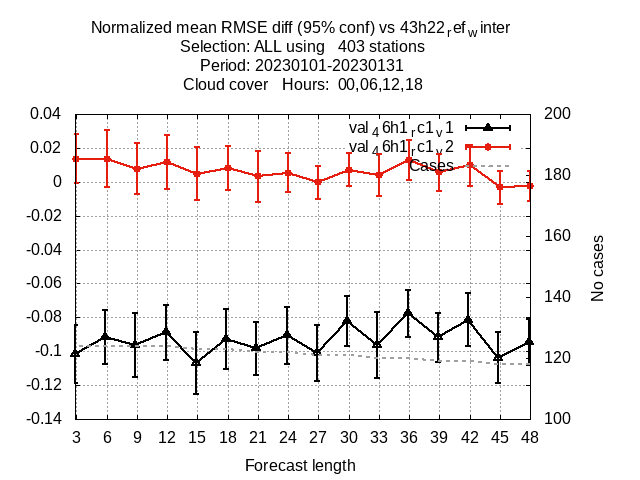 Normalized mean RMSE diff (95% conf) vs 43h22refwinter
Selection: ALL using   403 stations
Period: 20230101-20230131
Cloud cover   Hours:  00,06,12,18
0.04
0.02
0
-0.02
-0.04
-0.06
-0.08
-0.1
-0.12
-0.14
200
180
160
140
120
100
No cases
val46h1rc1v1
val46h1rc1v2
Cases
3 6 9 12 15 18 21 24 27 30 33 36 39 42 45 48
Forecast length